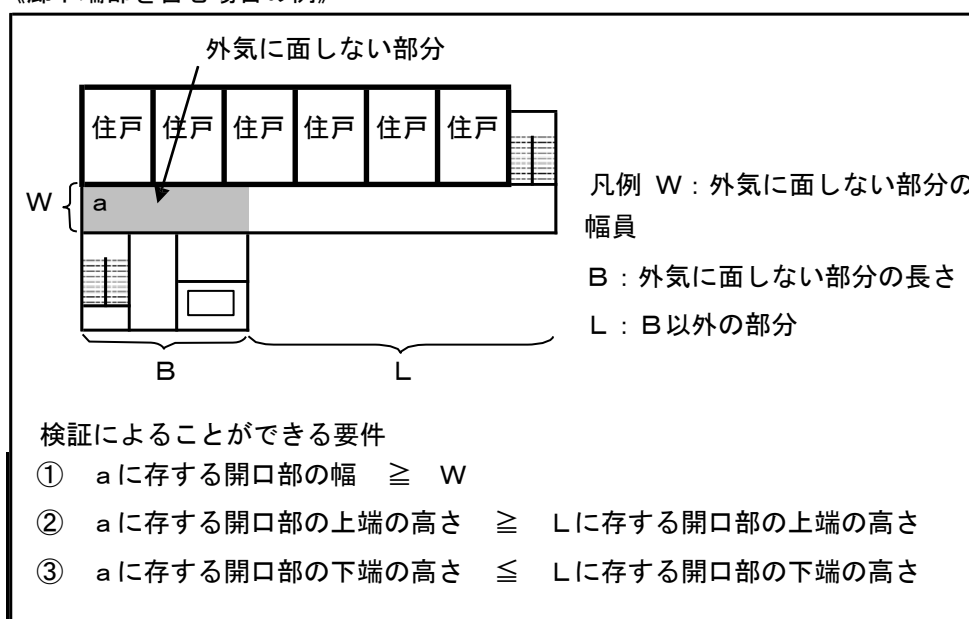 《廊下端部を含む場合の例》
外気に面しない部分
住戸 住戸 住戸 住戸 住戸 住戸
W
a
凡例 W:外気に面しない部分の
幅員
B:外気に面しない部分の長さ
L:B以外の部分
B
L
検証によることができる要件
① aに存する開口部の幅 ≧ W
② aに存する開口部の上端の高さ ≧ Lに存する開口部の上端の高さ
③ aに存する開口部の下端の高さ ≦ Lに存する開口部の下端の高さ